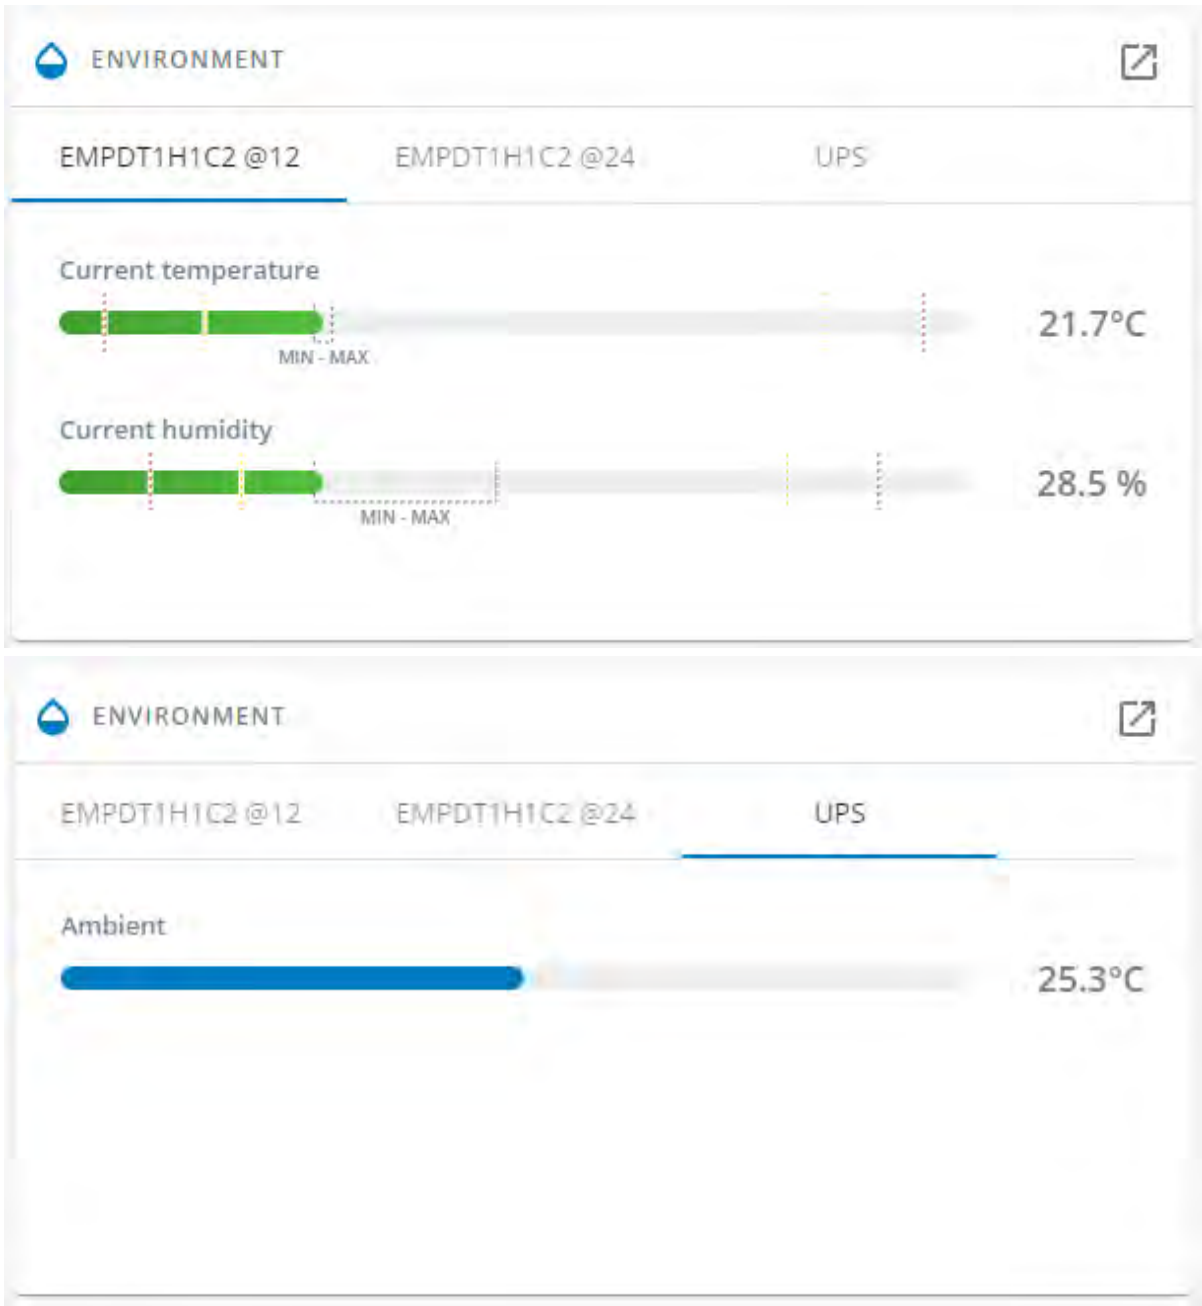 ENVIRONMENT
EMPDT1H1C2 @12 EMPDT1H1C2 @24 UPS
Current temperature
21.7°C
MIN - MAX
Current humidity
28.5 %
MIN - MAX
ENVIRONMENT
EMPDT1H1C2 @12 EMPDT1H1C2 @24 UPS
Ambient
25.3°C